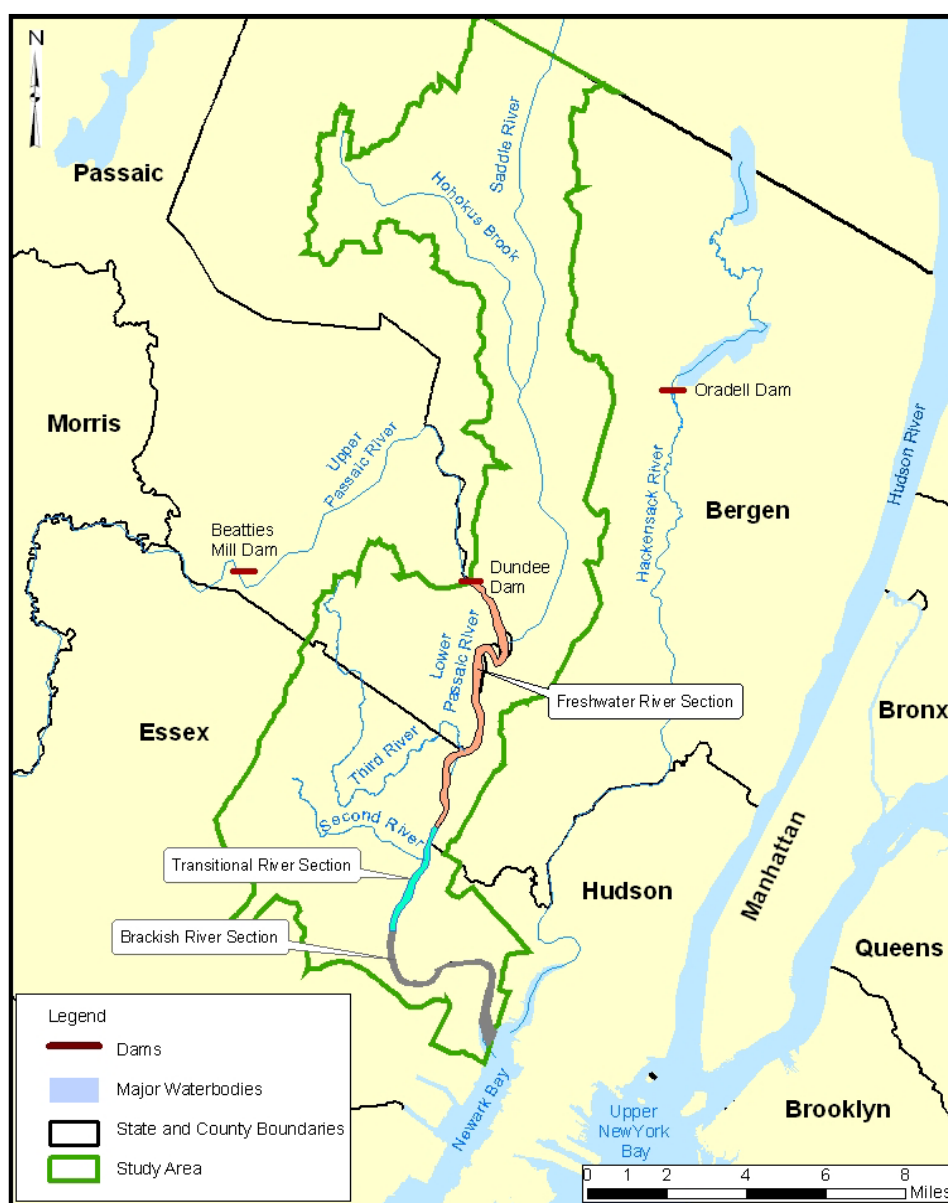 N
Passaic
Saddle River
Hohokus Brook
Morris
Upper
Passaic River
Oradell Dam
Hudson River
Hackensack River
Bergen
Beatties
Mill Dam
Dundee
Dam
Lower
Passaic River
Freshwater River Section
Essex
Bronx
Third River
Second River
Transitional River Section
Hudson
Manhattan
Brackish River Section
Queens
Legend
Dams
Major Waterbodies
State and County Boundaries
Study Area
Newark Bay
Upper
NewYork
Bay
Brooklyn
0 1 2 4 6 8
Miles